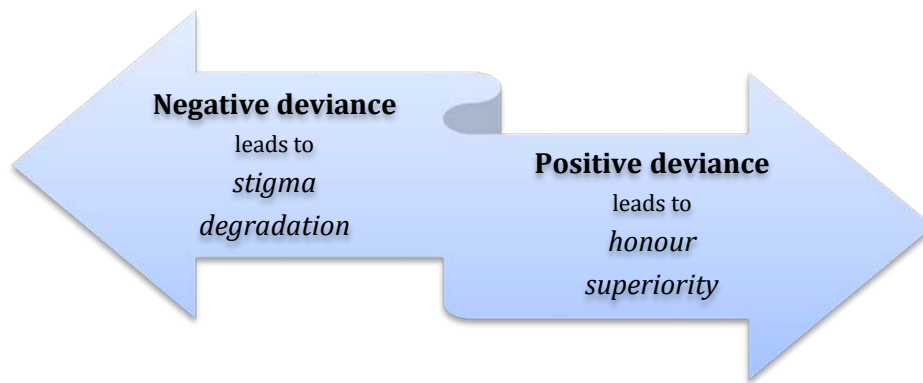 Negative deviance
leads to
stigma
degradation
Positive deviance
leads to
honour
superiority